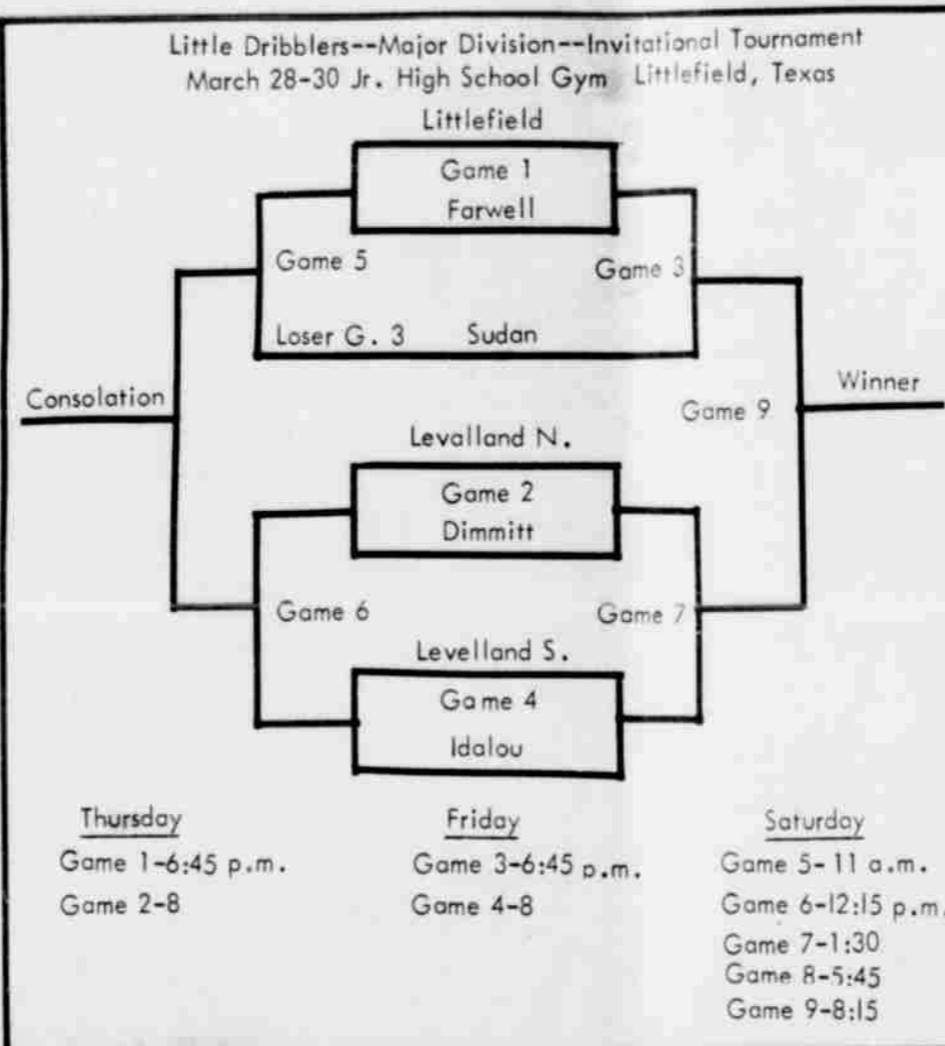 Little Dribblers--Major Division--Invitational Tournament
March 28-30 Jr. High School Gym Littlefield, Texas
Littlefield
Game 1
Farwell
Game 5
Game 3
Loser G. 3 Sudan
Consolation
Winner
Game 9
Levalland N.
Game 2
Dimmitt
Game 6
Game 7
Levelland S.
Game 4
Idalou
Thursday
Game 1-6:45 p.m.
Game 2-8
Friday
Game 3-6:45 p.m.
Game 4-8
Saturday
Game 5-11 a.m.
Game 6-12:15 p.m.
Game 7-1:30
Game 8-5:45
Game 9-8:15